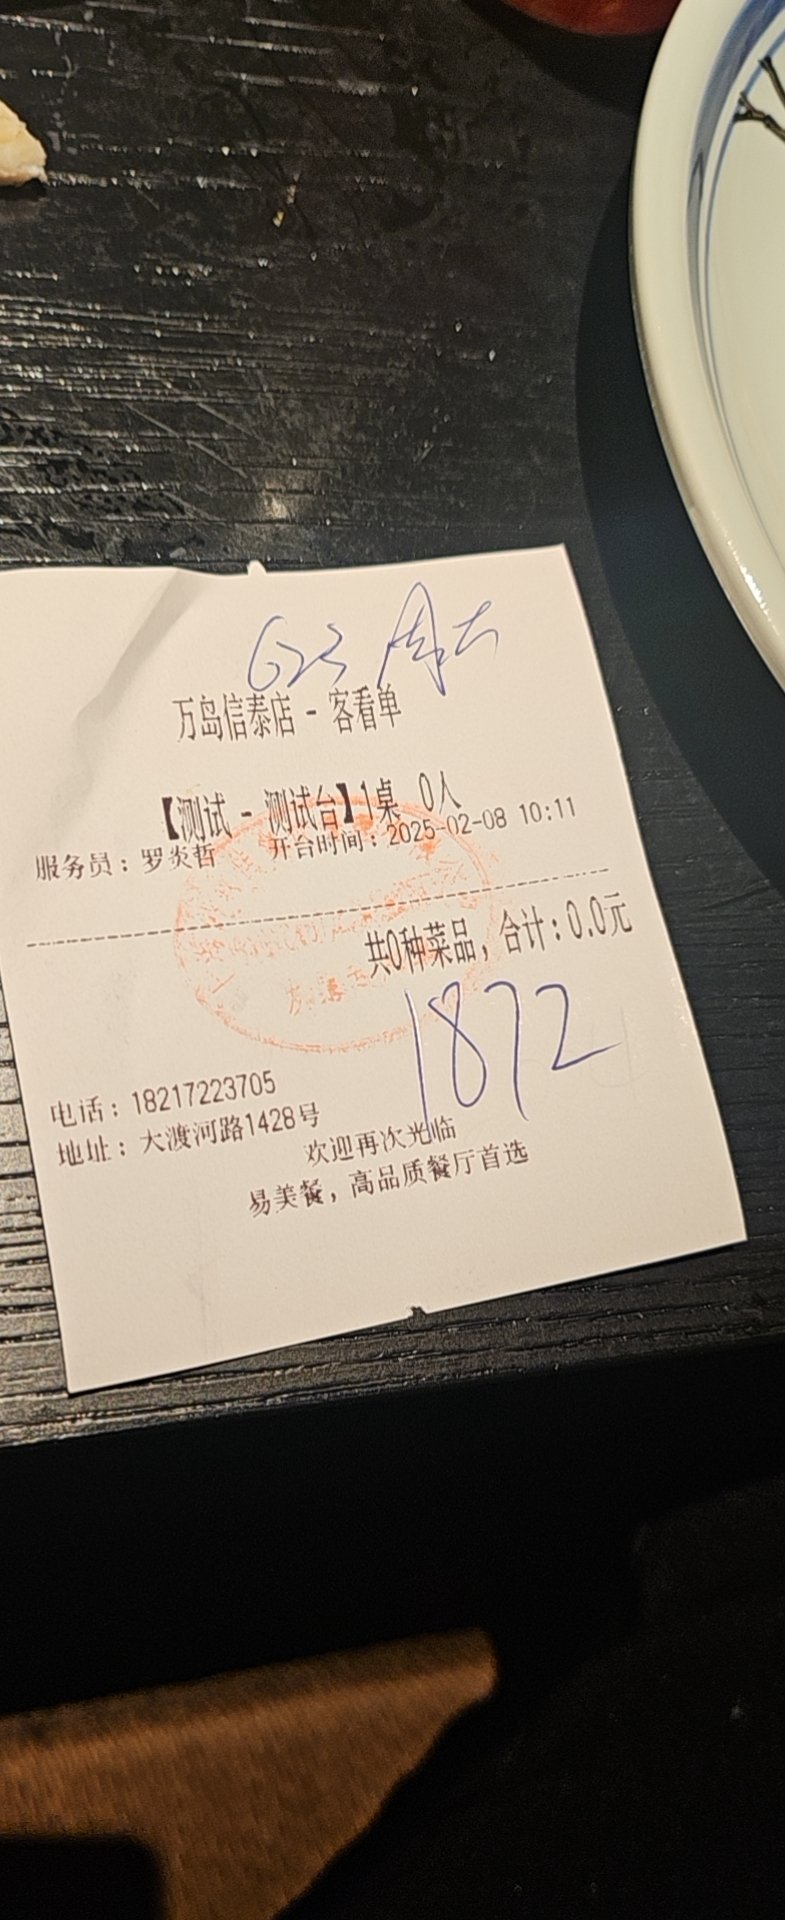 万岛信泰店 - 客看单
【测试 - 测试台】1桌 0人
服务员：罗炎哲 开台时间：2025-02-08 10:11
共0种菜品，合计：0.0元
1872
电话：18217223705
地址：大渡河路1428号
欢迎再次光临
易美餐，高品质餐厅首选